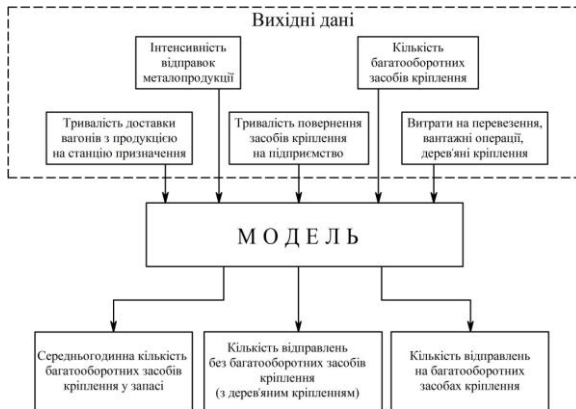 Вихідні дані
Інтенсивність
відправок
металопродукції
Кількість
багатооборотних
засобів кріплення
Тривалість доставки
вагонів з продукцією
на станцію призначення
Тривалість повернення
засобів кріплення
на підприємство
Витрати на перевезення,
вантажні операції,
дерев'яні кріплення
МОДЕЛЬ
Середньогодинна кількість
багатооборотних засобів
кріплення у запасі
Кількість відправлень
без багатооборотних засобів
кріплення
(з дерев'яним кріпленням)
Кількість відправлень
на багатооборотних
засобах кріплення